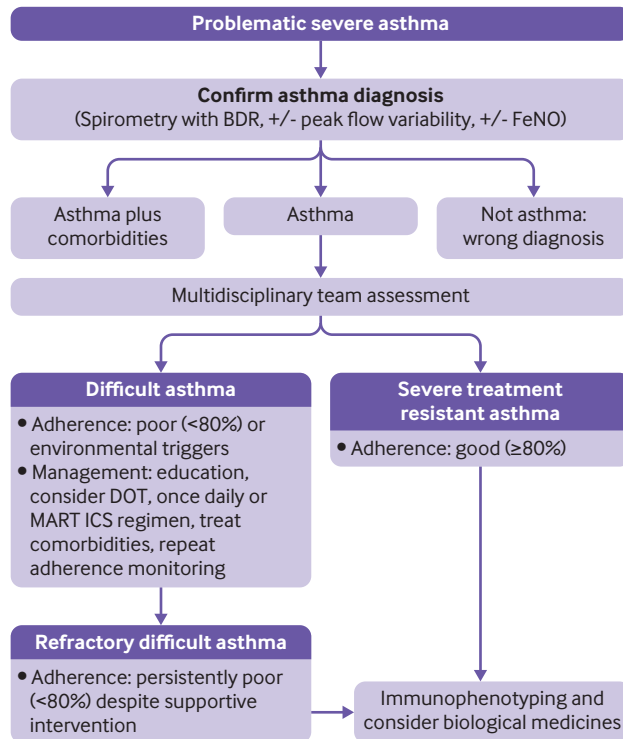 Problematic severe asthma
Confirm asthma diagnosis
(Spirometry with BDR, +/- peak flow variability, +/- FeNO)
Asthma plus
comorbidities
Asthma
Not asthma:
wrong diagnosis
Multidisciplinary team assessment
Difficult asthma
• Adherence: poor (<80%) or
environmental triggers
• Management: education,
consider DOT, once daily or
MART ICS regimen, treat
comorbidities, repeat
adherence monitoring
Severe treatment
resistant asthma
• Adherence: good (≥80%)
Refractory difficult asthma
• Adherence: persistently poor
(<80%) despite supportive
intervention
Immunophenotyping and
consider biological medicines